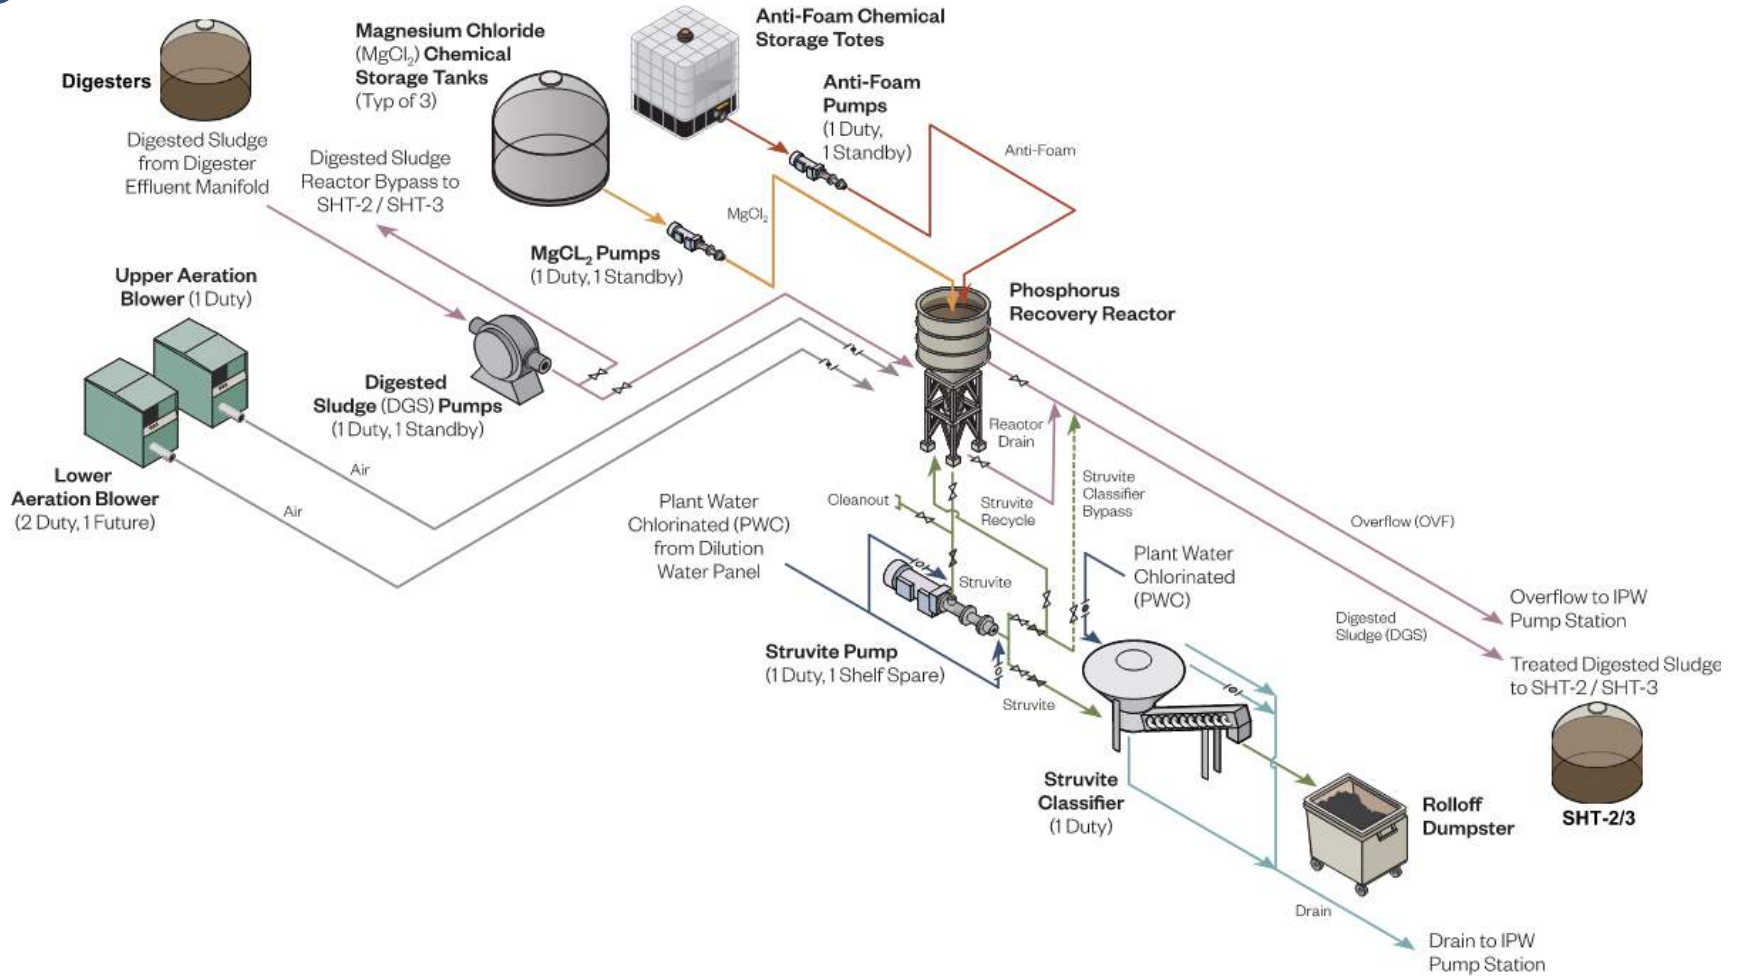 Digesters
Digested Sludge
from Digester
Effluent Manifold
Magnesium Chloride
(MgCl₂) Chemical
Storage Tanks
(Typ of 3)
Anti-Foam Chemical
Storage Totes
Anti-Foam
Pumps
(1 Duty,
1 Standby)
Anti-Foam
Digested Sludge
Reactor Bypass to
SHT-2 / SHT-3
MgCl₂
MgCL₂ Pumps
(1 Duty, 1 Standby)
Upper Aeration
Blower (1 Duty)
Phosphorus
Recovery Reactor
Digested
Sludge (DGS) Pumps
(1 Duty, 1 Standby)
Lower
Aeration Blower
(2 Duty, 1 Future)
Air
Air
Reactor
Drain
Struvite
Classifier
Bypass
Cleanout
Struvite
Recycle
Plant Water
Chlorinated (PWC)
from Dilution
Water Panel
Overflow (OVF)
Plant Water
Chlorinated
(PWC)
Struvite
Overflow to IPW
Pump Station
Digested
Sludge (DGS)
Struvite Pump
(1 Duty, 1 Shelf Spare)
Treated Digested Sludge
to SHT-2 / SHT-3
Struvite
Struvite
Classifier
(1 Duty)
Rolloff
Dumpster
SHT-2/3
Drain
Drain to IPW
Pump Station